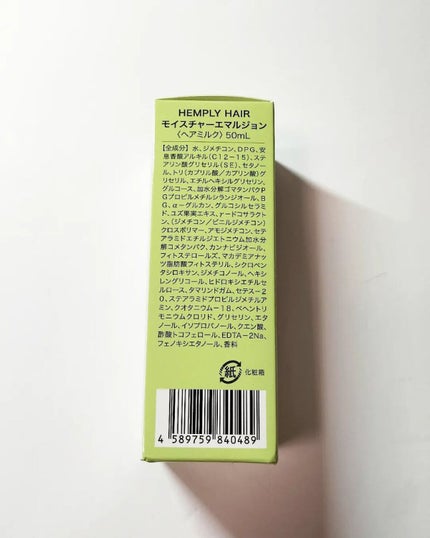 HEMPLY HAIR
モイスチャーエマルジョン
〈ヘアミルク〉50mL
【全成分】水、ジメチコン、DPG、安
息香酸アルキル(C12-15)、ステ
アリン酸グリセリル(SE)、セタノー
ル、トリ(カプリル酸/カプリン酸)グ
リセリル、エチルヘキシルグリセリン、
グルコース、加水分解ゴマタンパクP
Gプロピルメチルシランジオール、B
G、α-グルカン、グルコシルセラミ
ド、ユズ果実エキス、γ-ドコサラクト
ン、(ジメチコン/ビニルジメチコン)
クロスポリマー、アモジメチコン、セテ
アラミドエチルジエトニウム加水分
解コメタンパク、カンナビジオール、
フィトステロールズ、マカデミアナッ
ツ脂肪酸フィトステリル、シクロペン
タシロキサン、ジメチコノール、ヘキシ
レングリコール、ヒドロキシエチルセ
ルロース、タマリンドガム、セテス-2
0、ステアラミドプロピルジメチルア
ミン、クオタニウム-18、ベヘントリ
モニウムクロリド、グリセリン、エタ
ノール、イソプロパノール、クエン酸、
酢酸トコフェロール、EDTA-2Na、
フェノキシエタノール、香料
紙 化粧箱
4 589759 840489